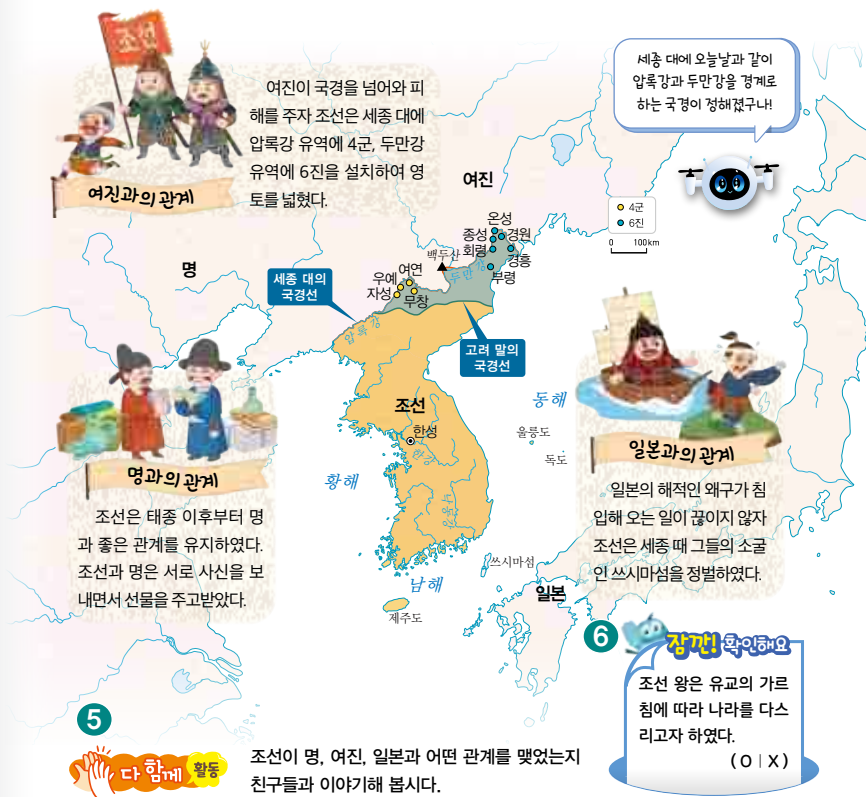 조선
여진이 국경을 넘어와 피
해를 주자 조선은 세종 대에
압록강 유역에 4군, 두만강
유역에 6진을 설치하여 영
토를 넓혔다.
여진과의 관계
세종 대에 오늘날과 같이
압록강과 두만강을 경계로
하는 국경이 정해졌구나!
4군
6진
0 100km
여진
명
온성
종성 경원
회령
경흥
부령
백두산
두만강
여연
우예
자성
무창
세종 대의
국경선
압록강
고려 말의
국경선
조선
한성
한강
낙동강
동해
울릉도
독도
황해
남해
제주도
쓰시마섬
일본
명과의 관계
조선은 태종 이후부터 명
과 좋은 관계를 유지하였다.
조선과 명은 서로 사신을 보
내면서 선물을 주고받았다.
일본과의 관계
일본의 해적인 왜구가 침
입해 오는 일이 끊이지 않자
조선은 세종 때 그들의 소굴
인 쓰시마섬을 정벌하였다.
5
다 함께 활동
조선이 명, 여진, 일본과 어떤 관계를 맺었는지
친구들과 이야기해 봅시다.
6
잠깐! 확인해요
조선 왕은 유교의 가르
침에 따라 나라를 다스
리고자 하였다.
( O | X )